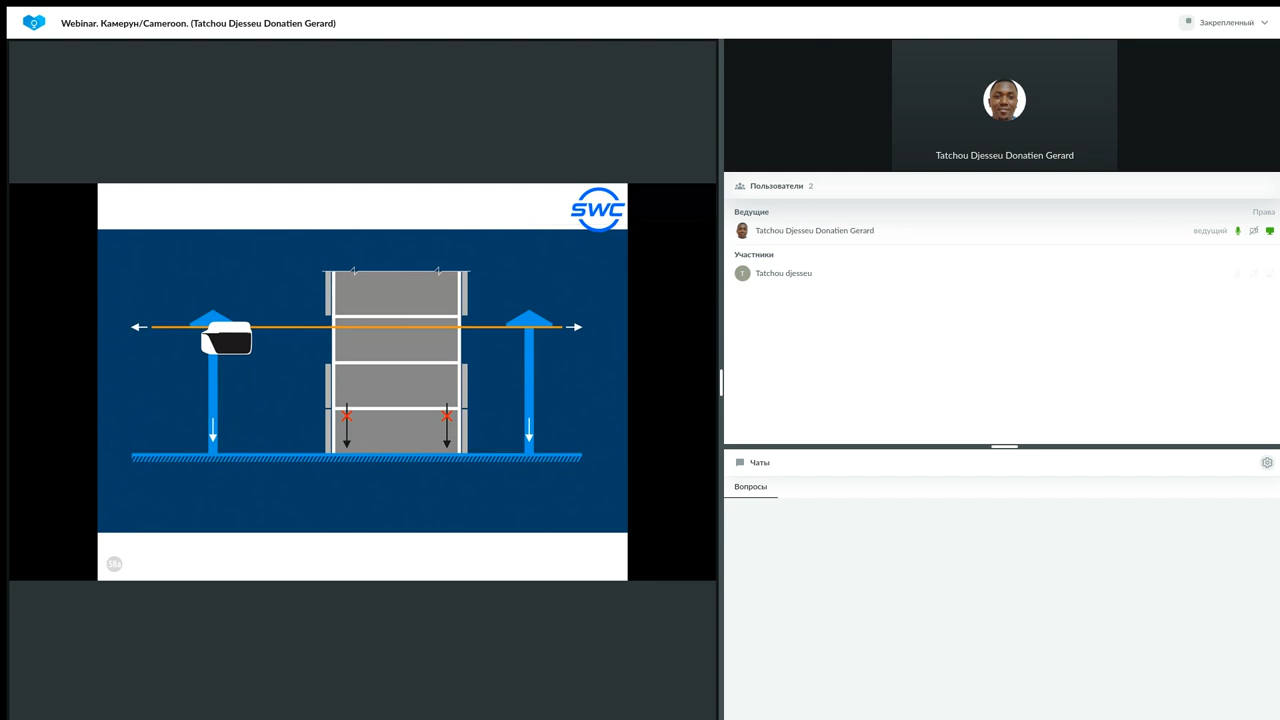 Webinar. Камерун/Cameroon. (Tatchou Djesseu Donatien Gerard)
Закрепленный
SWC
58a
Tatchou Djesseu Donatien Gerard
Пользователи 2
Ведущие Права
Tatchou Djesseu Donatien Gerard ведущий
Участники
T Tatchou djesseu
Чаты
Вопросы